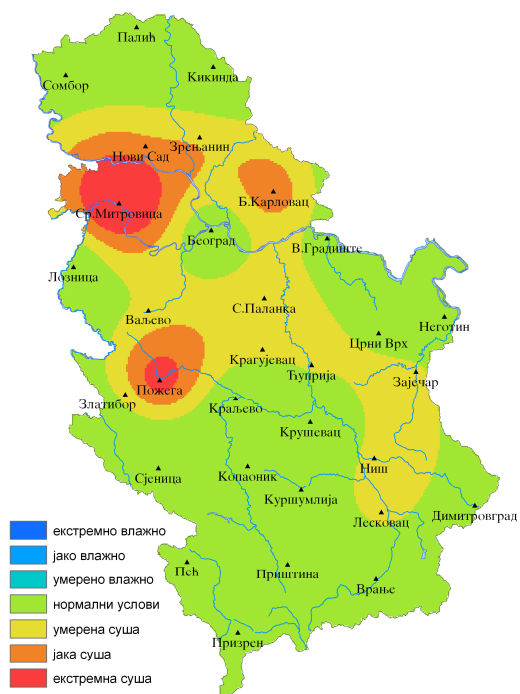 Палић
Кикинда
Сомбор
Зрењанин
Нови Сад
Ср.Митровица
Б.Карловац
Београд
В.Градиште
Лозница
С.Паланка
Ваљево
Неготин
Црни Врх
Крагујевац
Ћуприја
Зајечар
Пожега
Златибор
Краљево
Крушевац
Ниш
Сјеница
Копаоник
Куршумлија
Лесковац
Димитровград
Пећ
Приштина
Врање
Призрен
екстремно влажно
јако влажно
умерено влажно
нормални услови
умерена суша
јака суша
екстремна суша